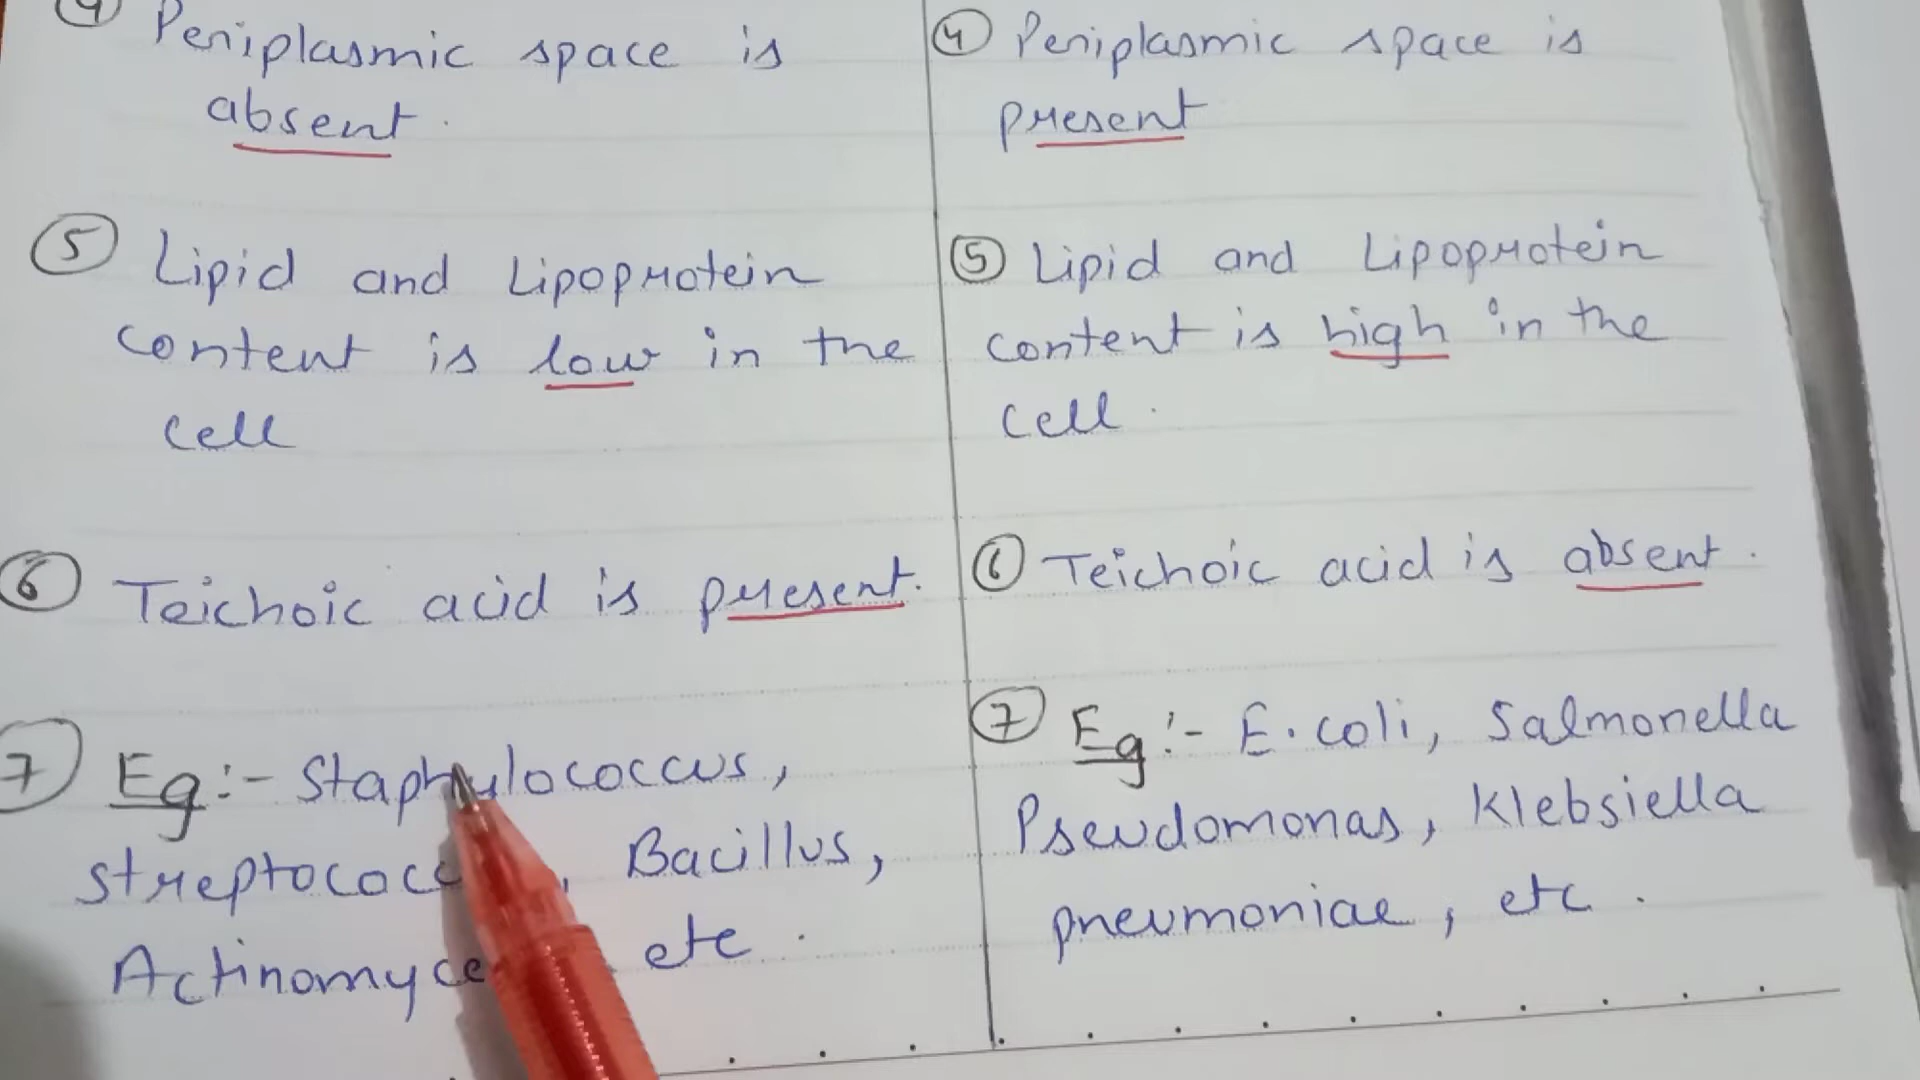 ④ Periplasmic space is
absent.
⑤ Lipid and Lipoprotein
content is low in the
cell
⑥ Teichoic acid is present.
⑦ Eg:- Staphylococcus,
Bacillus,
etc.
④ Periplasmic space is
present
⑤ Lipid and Lipoprotein
content is high in the
cell.
⑥ Teichoic acid is absent.
⑦ Eg:- E.coli, Salmonella
Pseudomonas, Klebsiella
pneumoniae, etc.